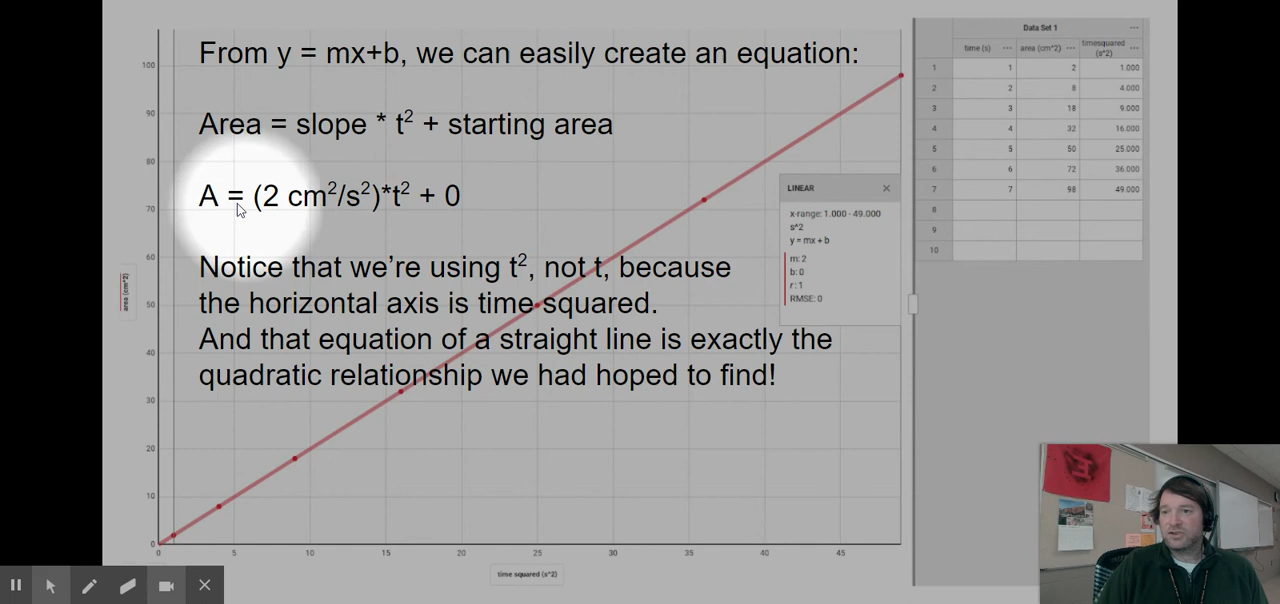 From y = mx+b, we can easily create an equation:
Area = slope * t² + starting area
A = (2 cm²/s²)*t² + 0
Notice that we’re using t², not t, because
the horizontal axis is time squared.
And that equation of a straight line is exactly the
quadratic relationship we had hoped to find!
100
90
80
70
60
50
40
30
20
10
0
area (cm^2)
0 5 10 15 20 25 30 35 40 45
time squared (s^2)
LINEAR
x-range: 1.000 - 49.000
s^2
y = mx + b
m: 2
b: 0
r: 1
RMSE: 0
Data Set 1
time (s) area (cm^2) timesquared (s^2)
1 1 2 1.000
2 2 8 4.000
3 3 18 9.000
4 4 32 16.000
5 5 50 25.000
6 6 72 36.000
7 7 98 49.000
8
9
10